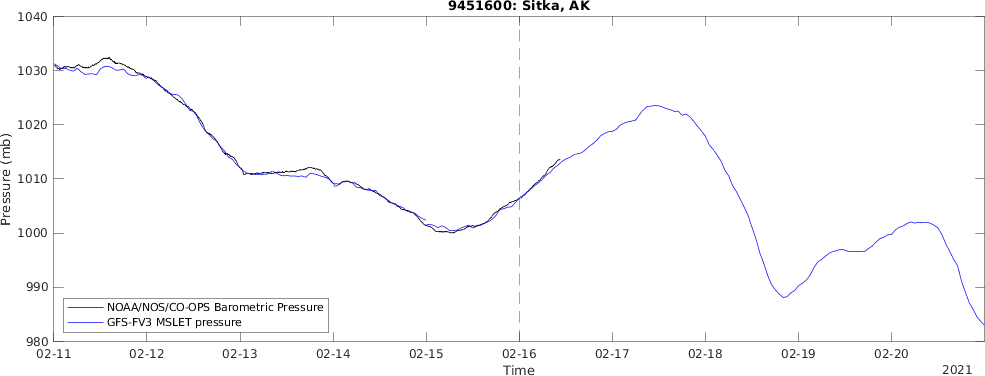 9451600: Sitka, AK
1040
1030
1020
1010
1000
990
980
Pressure (mb)
NOAA/NOS/CO-OPS Barometric Pressure
GFS-FV3 MSLET pressure
02-11 02-12 02-13 02-14 02-15 02-16 02-17 02-18 02-19 02-20
Time
2021